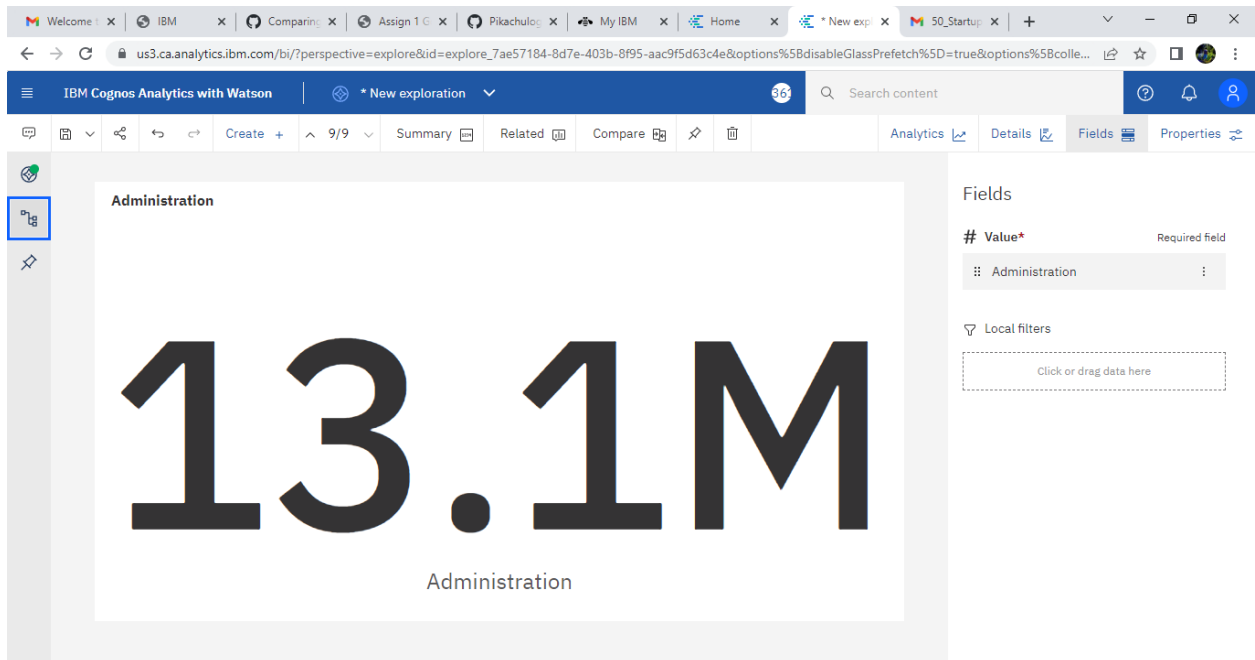 Welcome t
IBM
Comparing
Assign 1 G
Pikachulog
My IBM
Home
* New expl
50_Startup
us3.ca.analytics.ibm.com/bi/?perspective=explore&id=explore_7ae57184-8d7e-403b-8f95-aac9f5d63c4e&options%5BdisableGlassPrefetch%5D=true&options%5Bcolle...
IBM Cognos Analytics with Watson
* New exploration
363
Search content
Create +
9/9
Summary
Related
Compare
Analytics
Details
Fields
Properties
Administration
13.1M
Administration
Fields
# Value*
Required field
Administration
Local filters
Click or drag data here